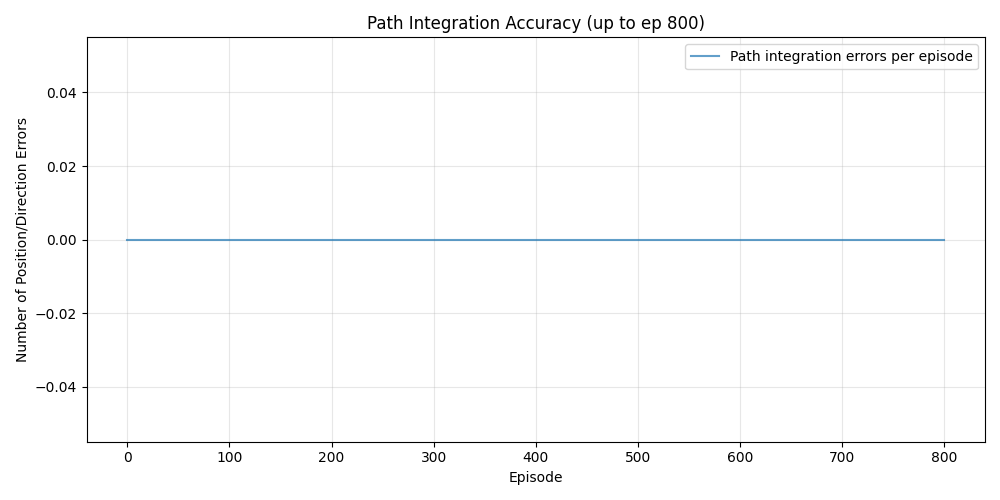 Path Integration Accuracy (up to ep 800)
Path integration errors per episode
Number of Position/Direction Errors
0.04
0.02
0.00
−0.02
−0.04
0 100 200 300 400 500 600 700 800
Episode